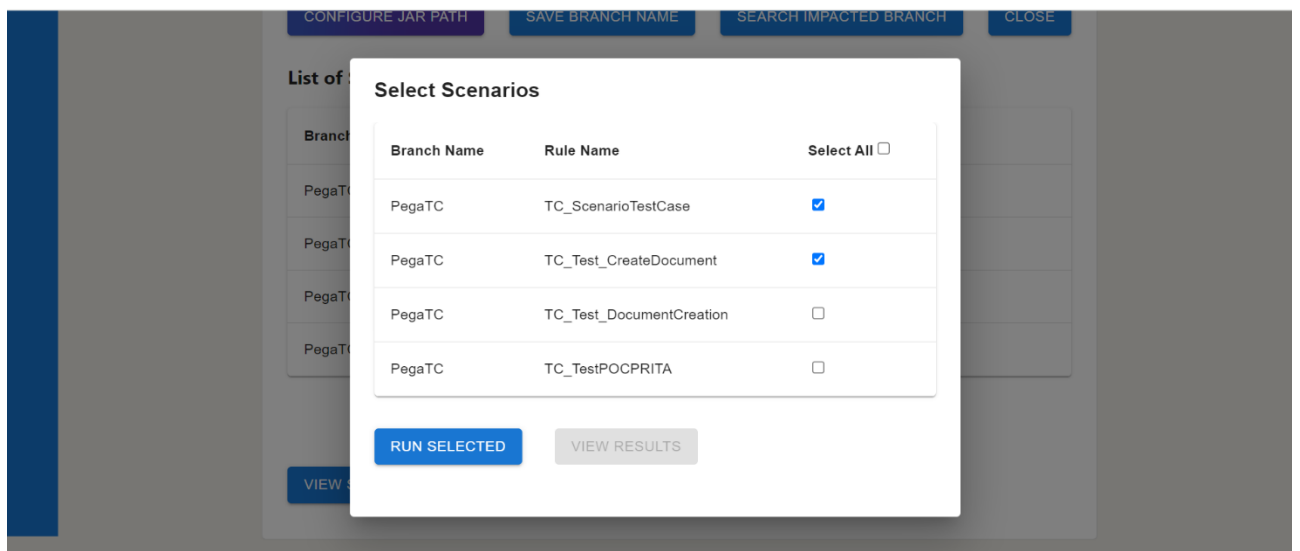 CONFIGURE JAR PATH SAVE BRANCH NAME SEARCH IMPACTED BRANCH CLOSE
List of
Select Scenarios
Branch Name Rule Name Select All
PegaTC TC_ScenarioTestCase
PegaTC TC_Test_CreateDocument
PegaTC TC_Test_DocumentCreation
PegaTC TC_TestPOCPRITA
RUN SELECTED VIEW RESULTS
VIEW